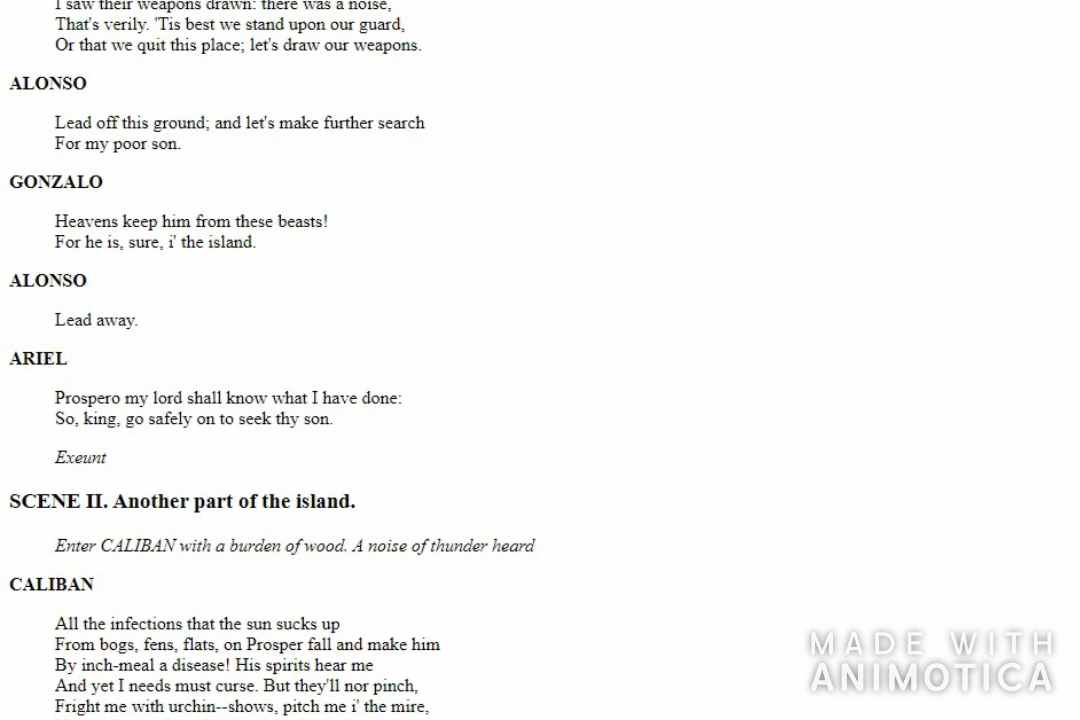 I saw their weapons drawn: there was a noise,
That's verily. 'Tis best we stand upon our guard,
Or that we quit this place; let's draw our weapons.
ALONSO
Lead off this ground; and let's make further search
For my poor son.
GONZALO
Heavens keep him from these beasts!
For he is, sure, i' the island.
ALONSO
Lead away.
ARIEL
Prospero my lord shall know what I have done:
So, king, go safely on to seek thy son.
Exeunt
SCENE II. Another part of the island.
Enter CALIBAN with a burden of wood. A noise of thunder heard
CALIBAN
All the infections that the sun sucks up
From bogs, fens, flats, on Prosper fall and make him
By inch-meal a disease! His spirits hear me
And yet I needs must curse. But they'll nor pinch,
Fright me with urchin--shows, pitch me i' the mire,
MADE WITH
ANIMOTICA